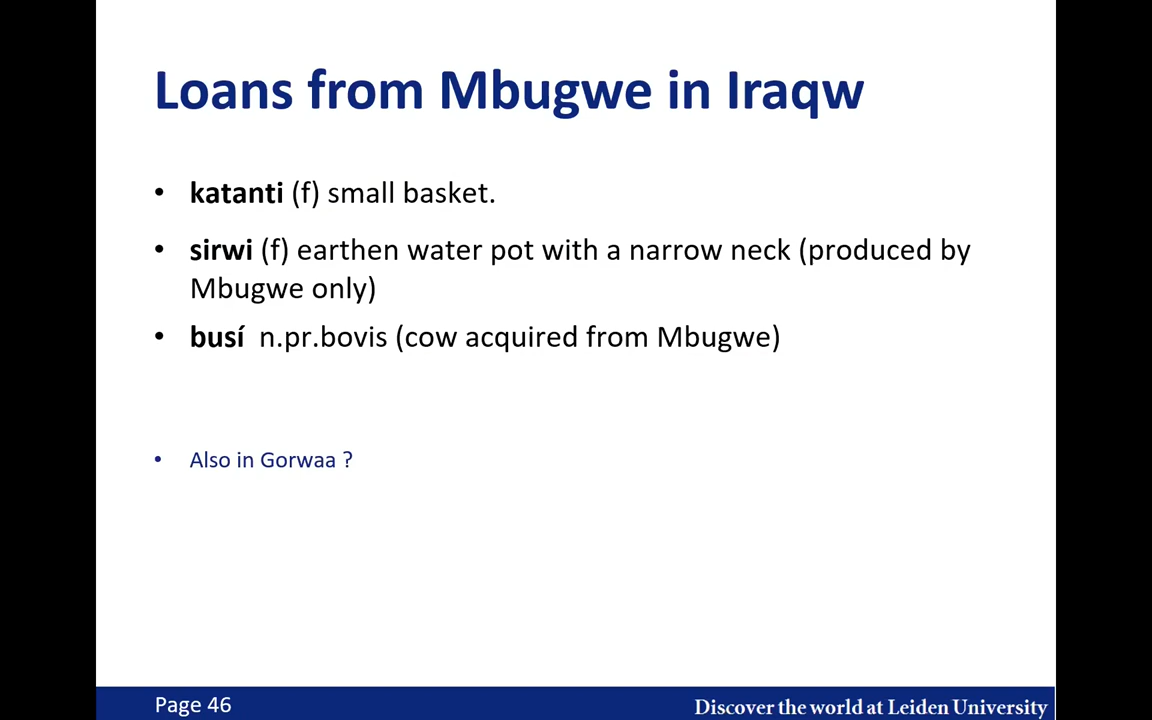 Loans from Mbugwe in Iraqw
• katanti (f) small basket.
• sirwi (f) earthen water pot with a narrow neck (produced by
Mbugwe only)
• busí n.pr.bovis (cow acquired from Mbugwe)
• Also in Gorwaa ?
Page 46
Discover the world at Leiden University